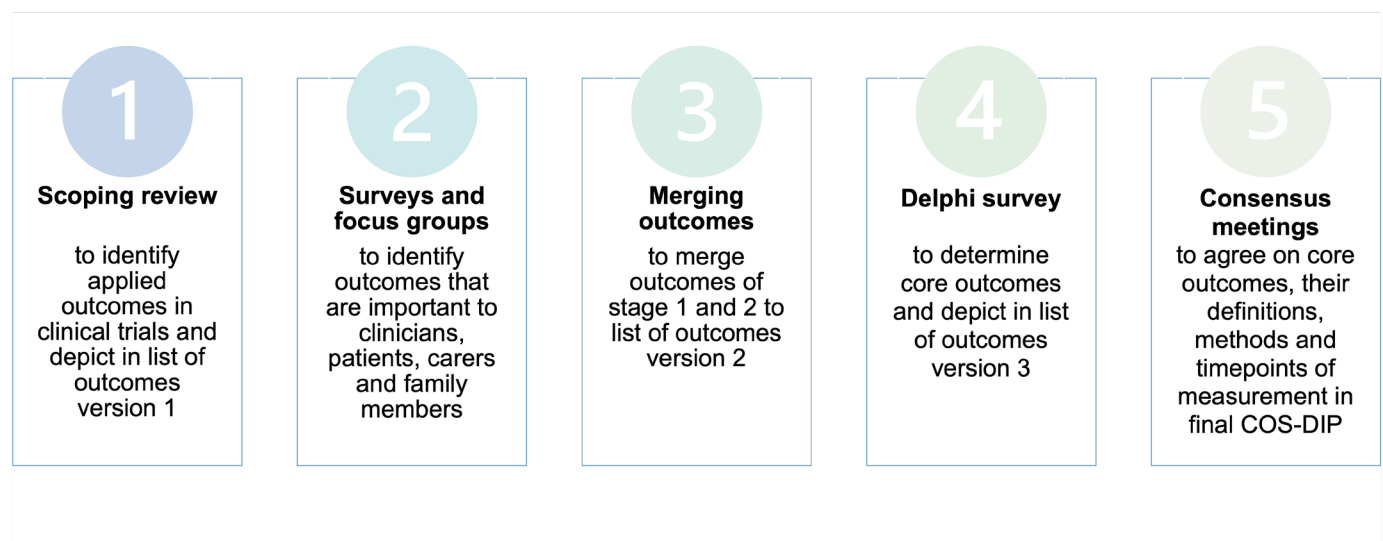 1
Scoping review
to identify
applied
outcomes in
clinical trials and
depict in list of
outcomes
version 1
2
Surveys and
focus groups
to identify
outcomes that
are important to
clinicians,
patients, carers
and family
members
3
Merging
outcomes
to merge
outcomes of
stage 1 and 2 to
list of outcomes
version 2
4
Delphi survey
to determine
core outcomes
and depict in list
of outcomes
version 3
5
Consensus
meetings
to agree on core
outcomes, their
definitions,
methods and
timepoints of
measurement in
final COS-DIP